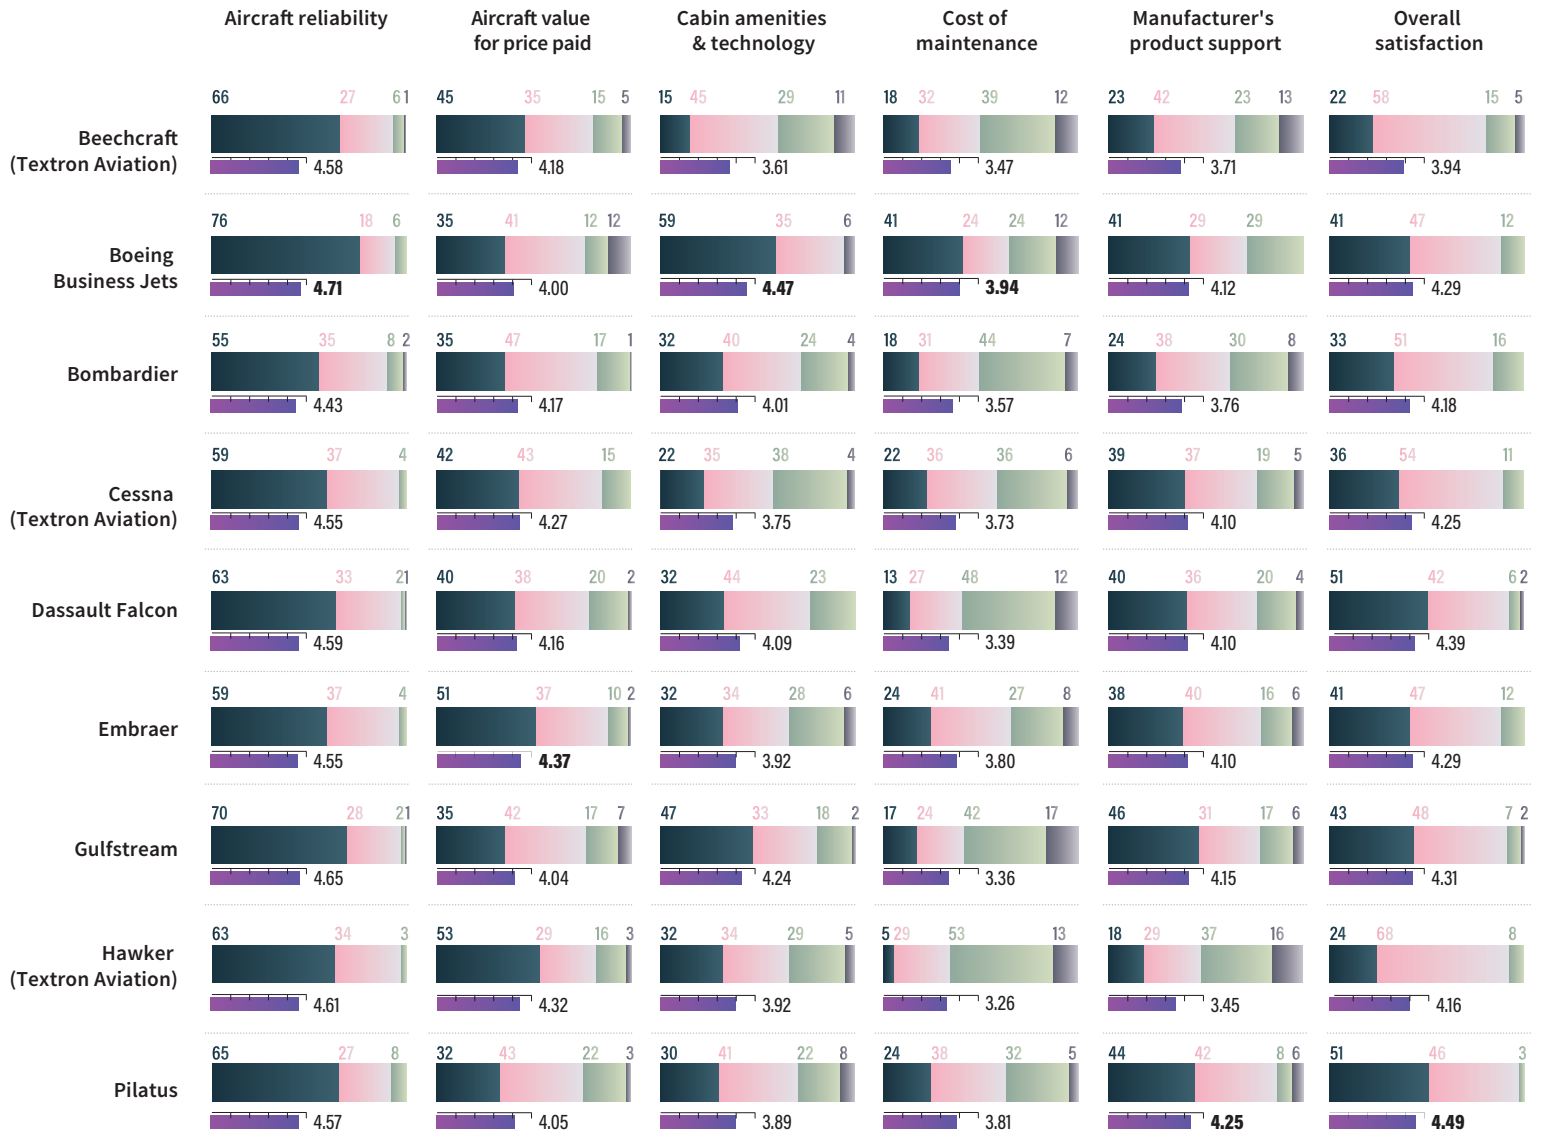 Aircraft reliability
Aircraft value
for price paid
Cabin amenities
& technology
Cost of
maintenance
Manufacturer's
product support
Overall
satisfaction
66 27 6 1 45 35 15 5 15 45 29 11 18 32 39 12 23 42 23 13 22 58 15 5
Beechcraft
(Textron Aviation)
4.58 4.18 3.61 3.47 3.71 3.94
76 18 6 35 41 12 12 59 35 6 41 24 24 12 41 29 29 41 47 12
Boeing
Business Jets
4.71 4.00 4.47 3.94 4.12 4.29
55 35 8 2 35 47 17 1 32 40 24 4 18 31 44 7 24 38 30 8 33 51 16
Bombardier
4.43 4.17 4.01 3.57 3.76 4.18
59 37 4 42 43 15 22 35 38 4 22 36 36 6 39 37 19 5 36 54 11
Cessna
(Textron Aviation)
4.55 4.27 3.75 3.73 4.10 4.25
63 33 2 1 40 38 20 2 32 44 23 13 27 48 12 40 36 20 4 51 42 6 2
Dassault Falcon
4.59 4.16 4.09 3.39 4.10 4.39
59 37 4 51 37 10 2 32 34 28 6 24 41 27 8 38 40 16 6 41 47 12
Embraer
4.55 4.37 3.92 3.80 4.10 4.29
70 28 2 1 35 42 17 7 47 33 18 2 17 24 42 17 46 31 17 6 43 48 7 2
Gulfstream
4.65 4.04 4.24 3.36 4.15 4.31
63 34 3 53 29 16 3 32 34 29 5 5 29 53 13 18 29 37 16 24 68 8
Hawker
(Textron Aviation)
4.61 4.32 3.92 3.26 3.45 4.16
65 27 8 32 43 22 3 30 41 22 8 24 38 32 5 44 42 8 6 51 46 3
Pilatus
4.57 4.05 3.89 3.81 4.25 4.49